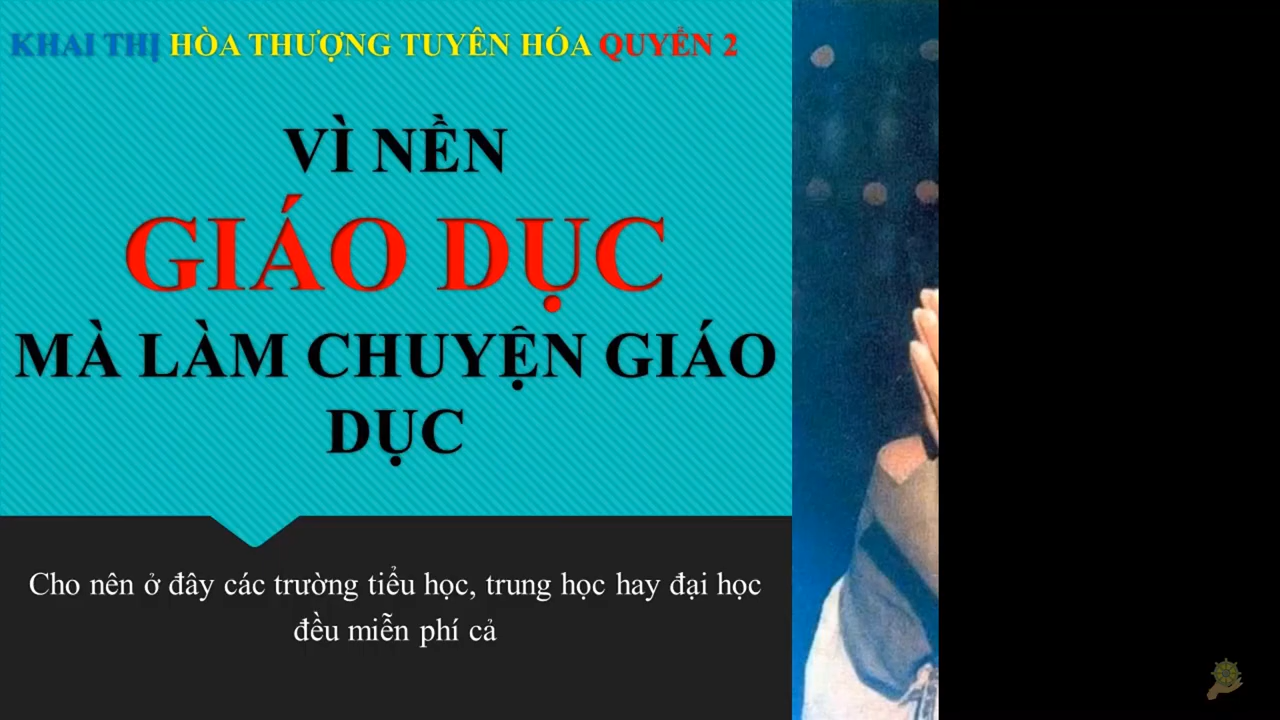 KHAI THỊ HÒA THƯỢNG TUYÊN HÓA QUYỂN 2
VÌ NỀN
GIÁO DỤC
MÀ LÀM CHUYỆN GIÁO
DỤC
Cho nên ở đây các trường tiểu học, trung học hay đại học
đều miễn phí cả